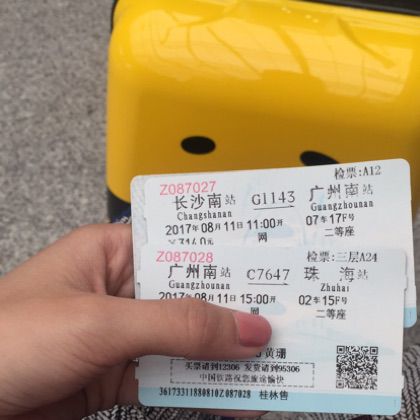 检票:A12
Z087027
长沙南站 G1143 广州南站
Changshanan Guangzhounan
2017年08月11日11:00开 07车17F号
网 二等座
检票:三层A24
Z087028
广州南站 C7647 珠海站
Guangzhounan Zhuhai
2017年08月11日15:00开 02车15F号
网 二等座
黄珊
买票请到12306 发货请到95306
中国铁路祝您旅途愉快
36173311880810Z087028 桂林售